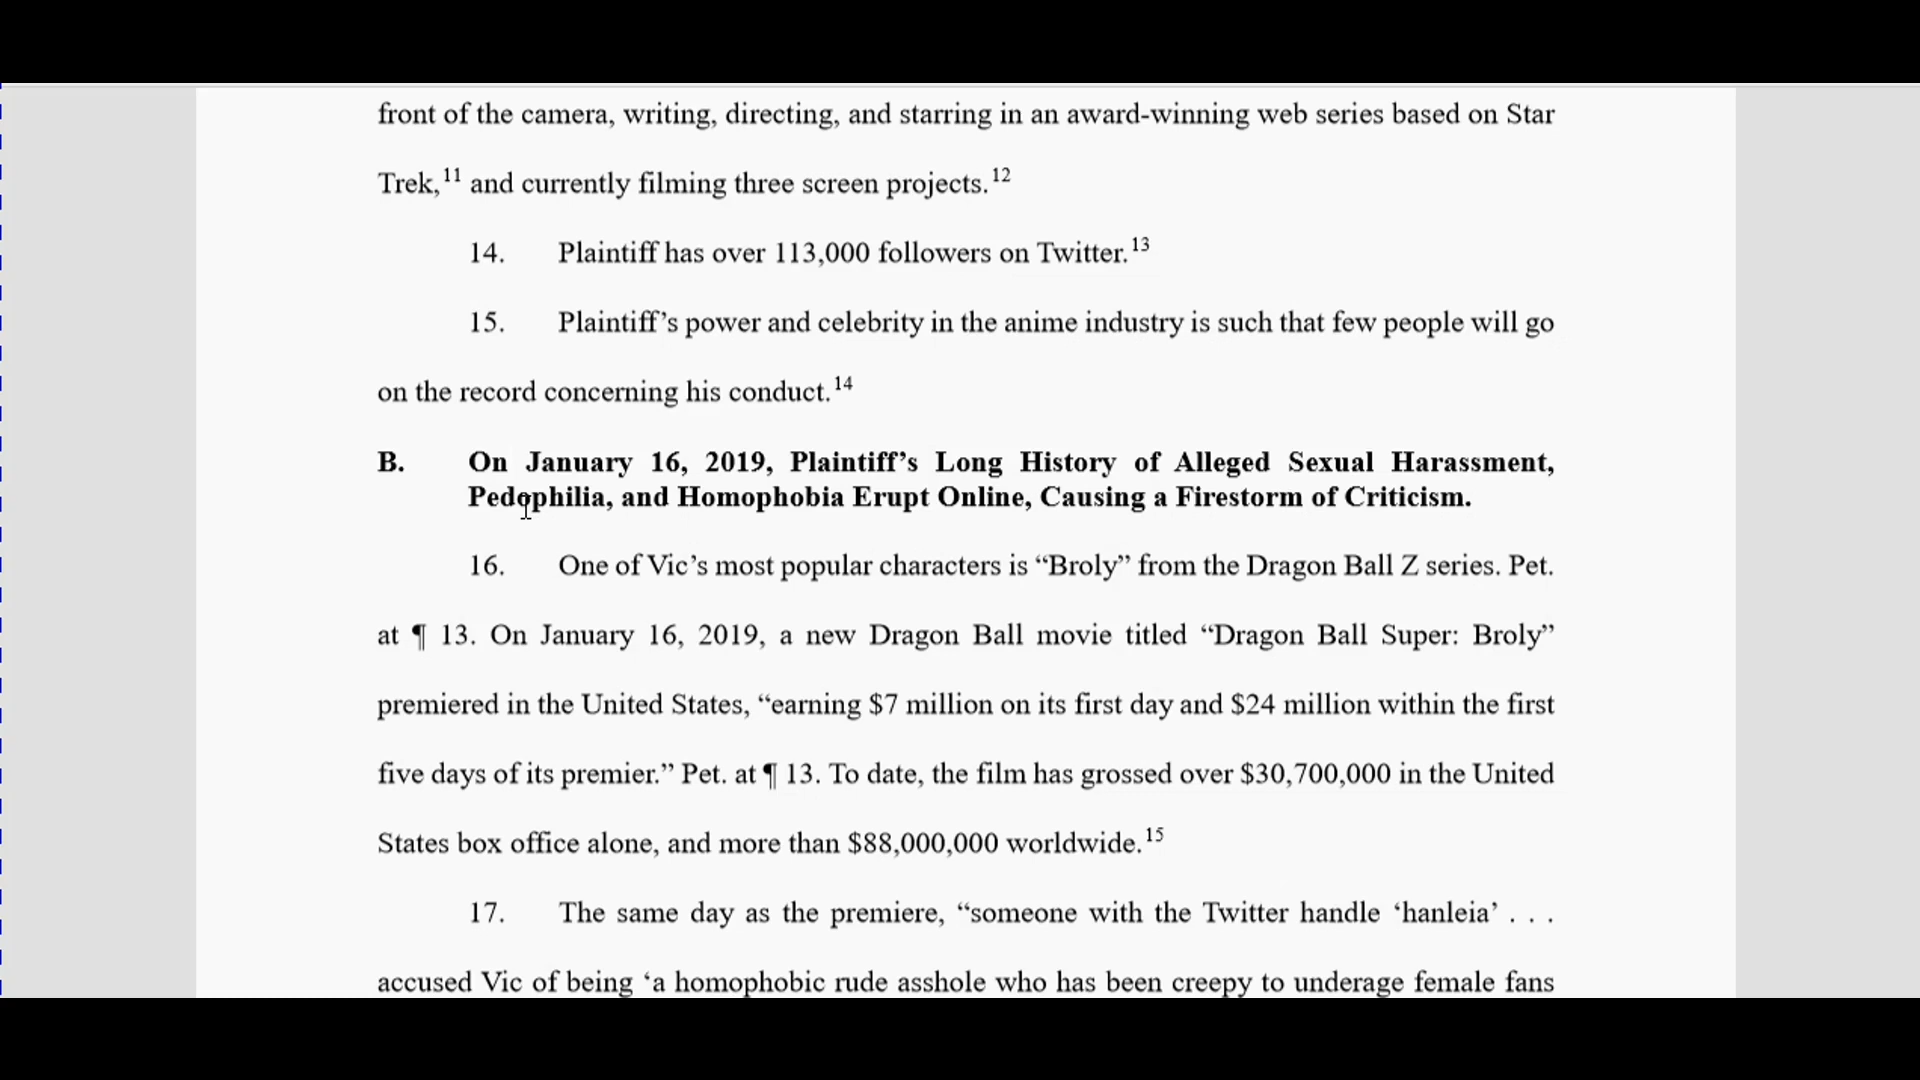 front of the camera, writing, directing, and starring in an award-winning web series based on Star
Trek,11 and currently filming three screen projects.12
14. Plaintiff has over 113,000 followers on Twitter.13
15. Plaintiff’s power and celebrity in the anime industry is such that few people will go
on the record concerning his conduct.14
B. On January 16, 2019, Plaintiff’s Long History of Alleged Sexual Harassment,
Pedophilia, and Homophobia Erupt Online, Causing a Firestorm of Criticism.
16. One of Vic’s most popular characters is “Broly” from the Dragon Ball Z series. Pet.
at ¶ 13. On January 16, 2019, a new Dragon Ball movie titled “Dragon Ball Super: Broly”
premiered in the United States, “earning $7 million on its first day and $24 million within the first
five days of its premier.” Pet. at ¶ 13. To date, the film has grossed over $30,700,000 in the United
States box office alone, and more than $88,000,000 worldwide.15
17. The same day as the premiere, “someone with the Twitter handle ‘hanleia’ . . .
accused Vic of being ‘a homophobic rude asshole who has been creepy to underage female fans